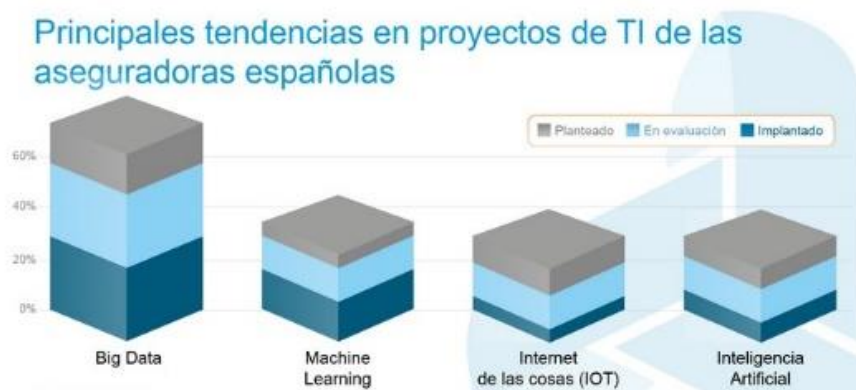 Principales tendencias en proyectos de TI de las
aseguradoras españolas
Planteado En evaluación Implantado
60%
40%
20%
0%
Big Data
Machine
Learning
Internet
de las cosas (IOT)
Inteligencia
Artificial